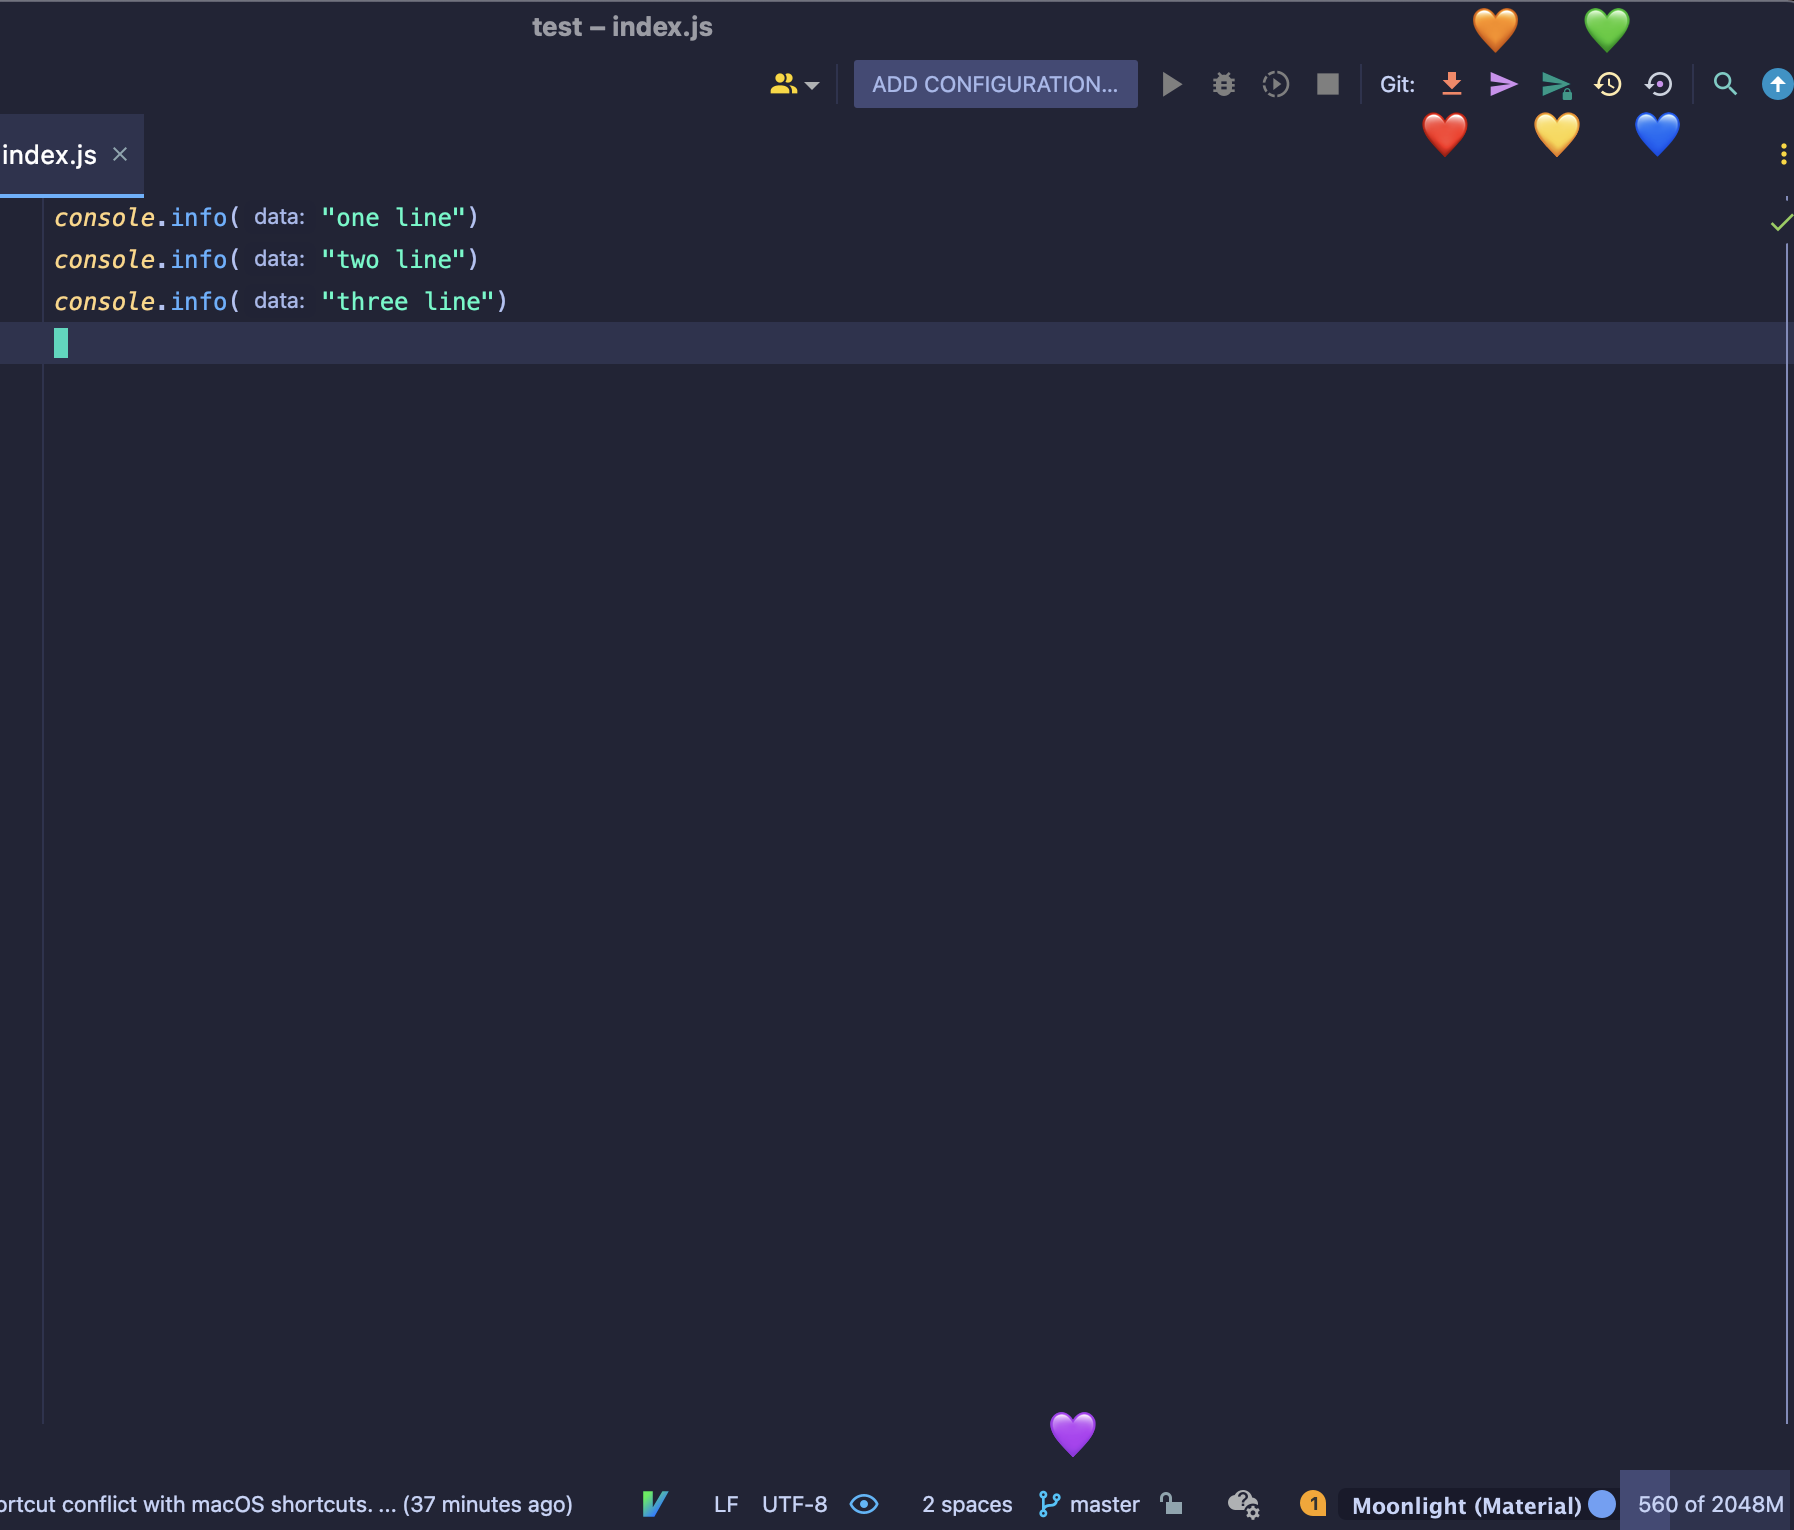 test – index.js
ADD CONFIGURATION... Git:
index.js
console.info( data: "one line")
console.info( data: "two line")
console.info( data: "three line")
ortcut conflict with macOS shortcuts. ... (37 minutes ago) LF UTF-8 2 spaces master 1 Moonlight (Material) 560 of 2048M